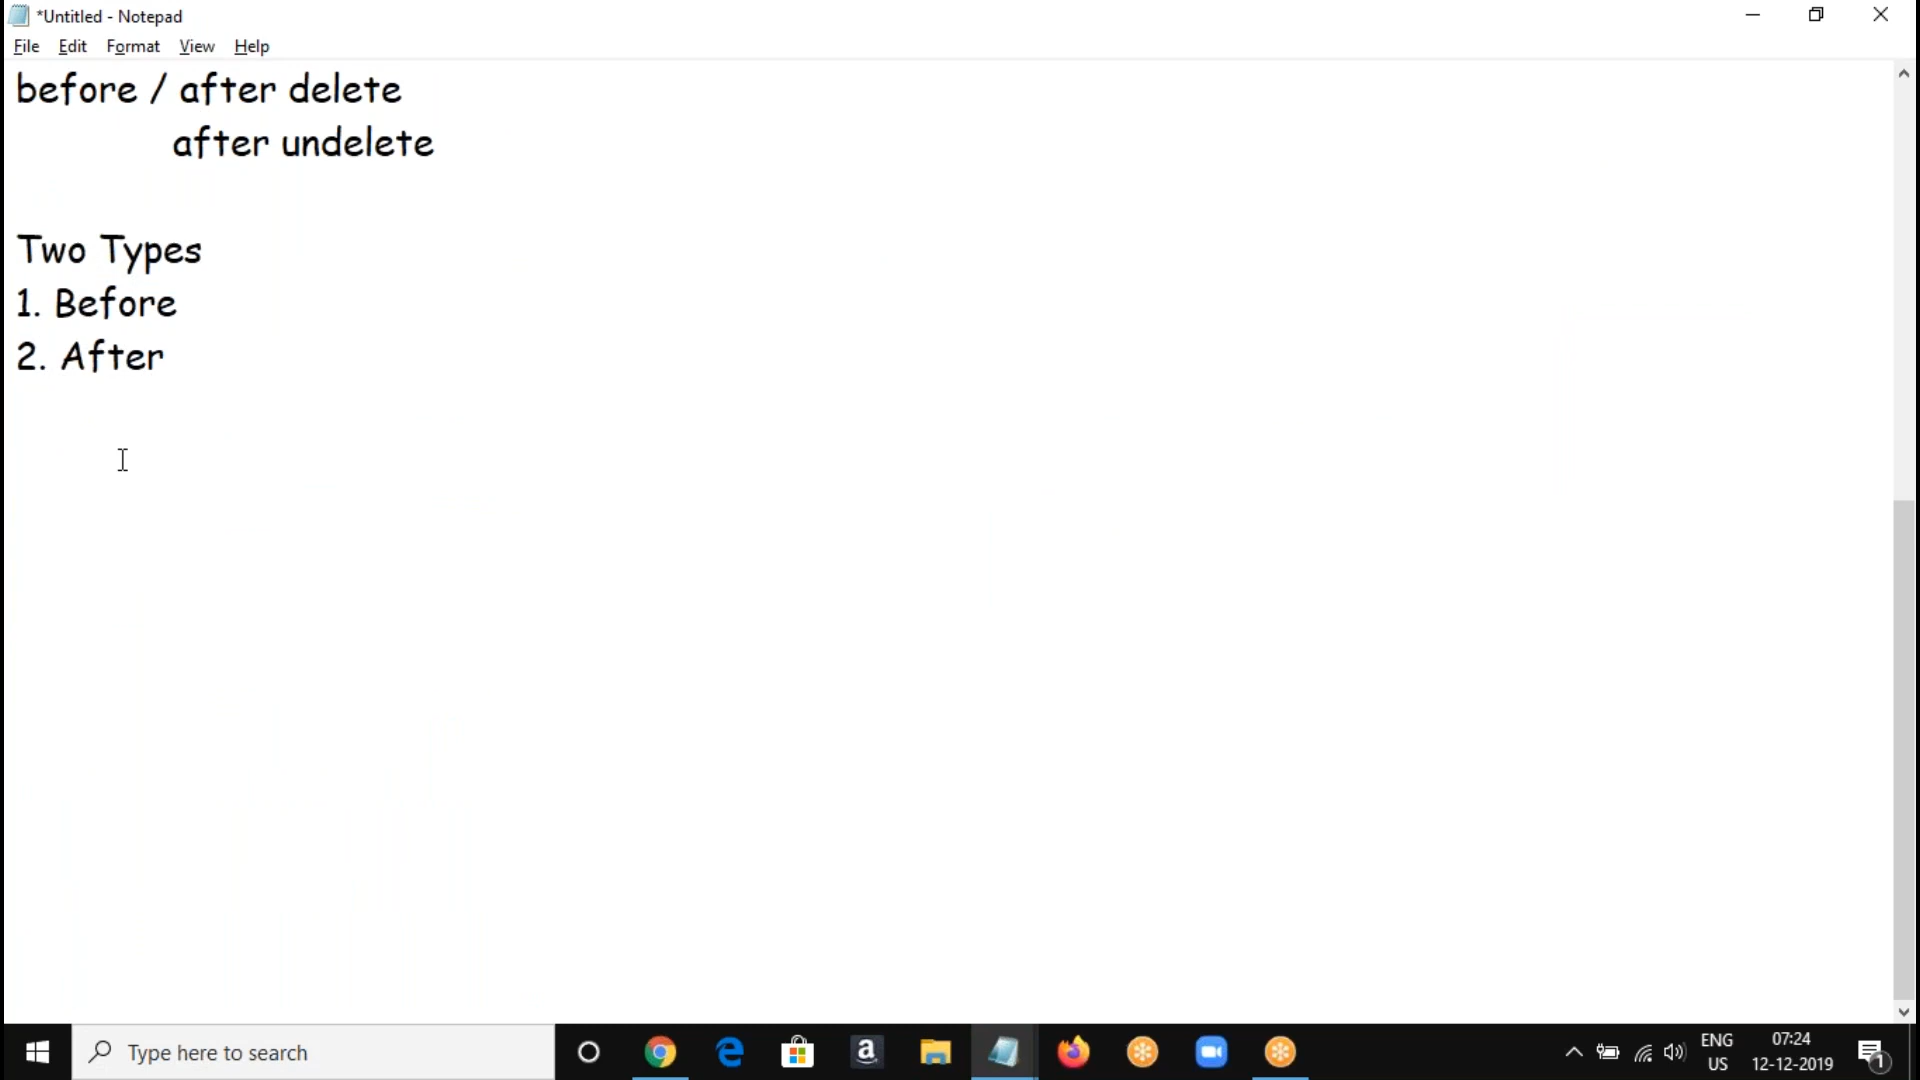 *Untitled - Notepad
File Edit Format View Help
before / after delete
after undelete
Two Types
1. Before
2. After
Type here to search
ENG
US
07:24
12-12-2019
1